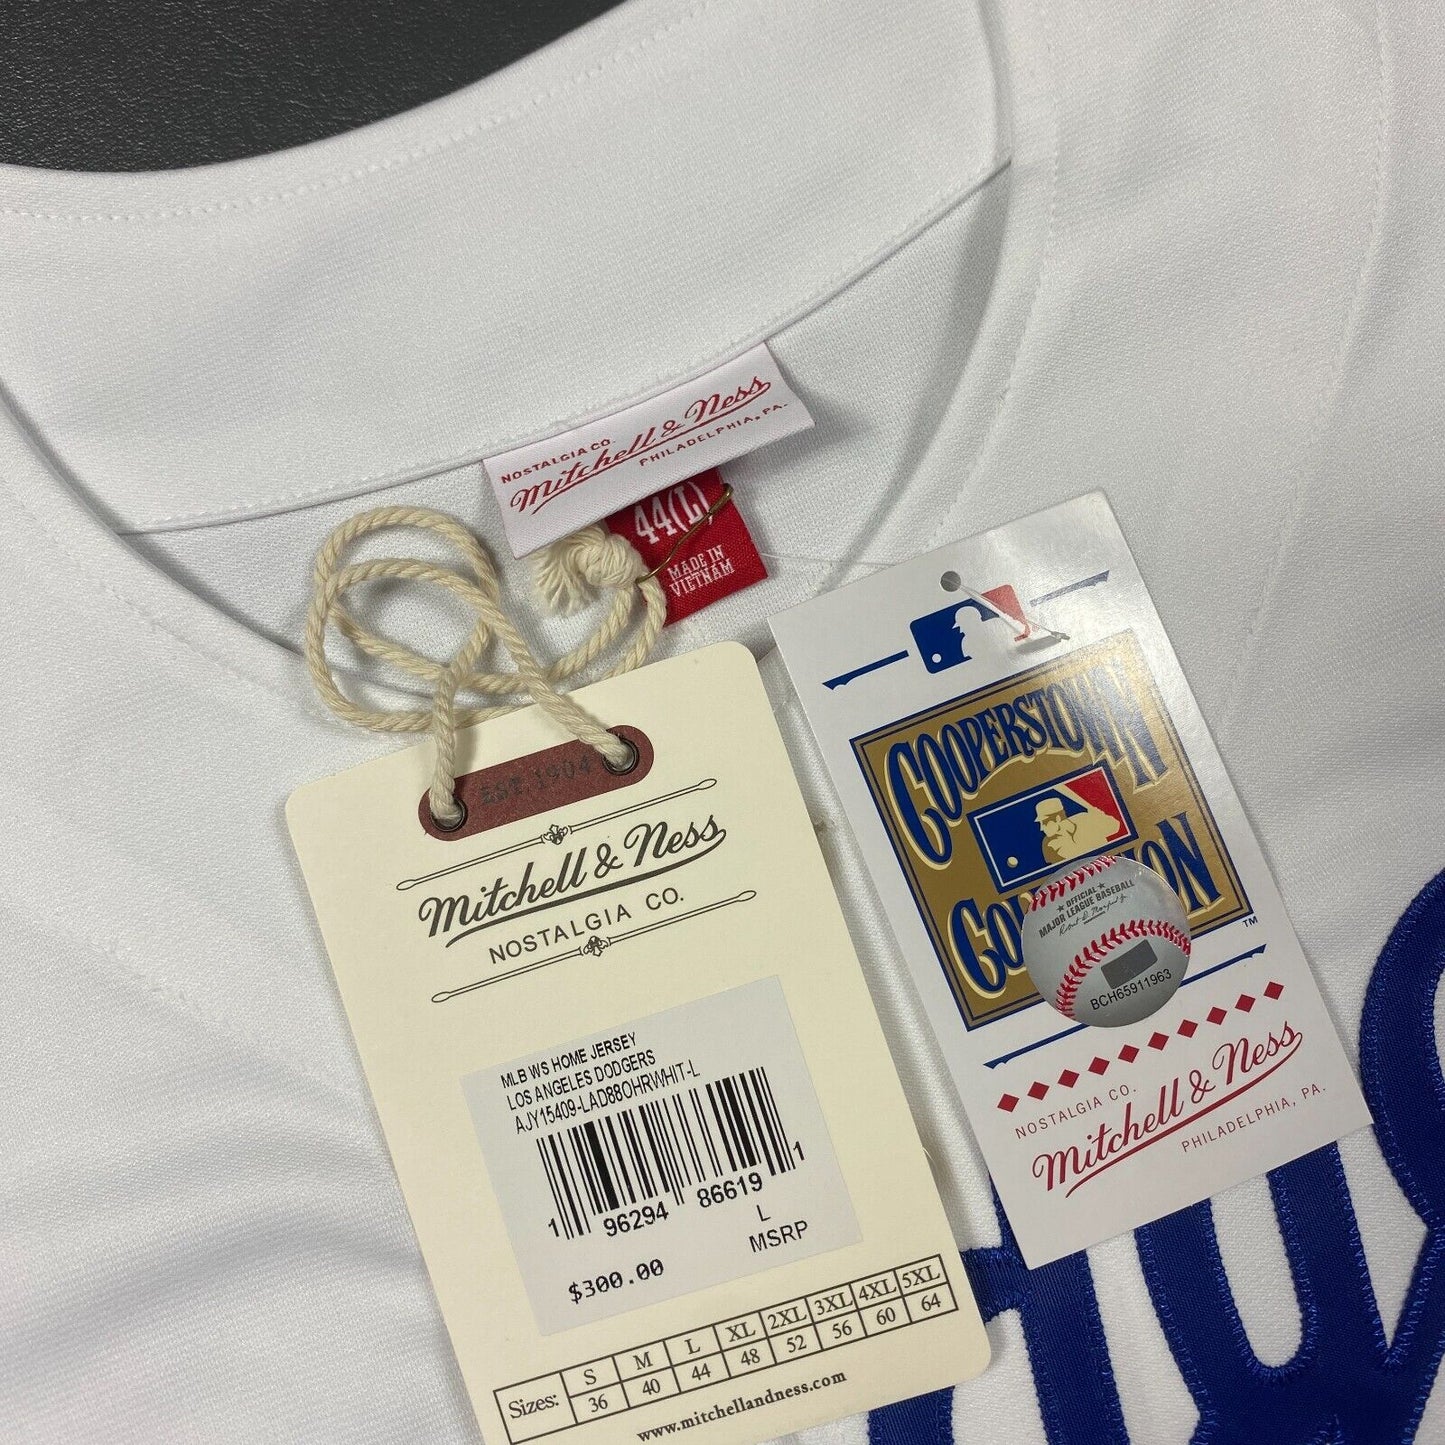 NOSTALGIA CO.
Mitchell & Ness
PHILADELPHIA, PA.
44(L)
MADE IN
VIETNAM
EST. 1904
Mitchell & Ness
NOSTALGIA CO.
MLB WS HOME JERSEY
LOS ANGELES DODGERS
AJY15409-LAD88OHRWHIT-L
1 96294 86619 1
L
$300.00 MSRP
Sizes: S M L XL 2XL 3XL 4XL 5XL
36 40 44 48 52 56 60 64
www.mitchellandness.com
COOPERSTOWN
COLLECTION
TM
OFFICIAL
MAJOR LEAGUE BASEBALL
BCH65911963
NOSTALGIA CO.
Mitchell & Ness
PHILADELPHIA, PA.